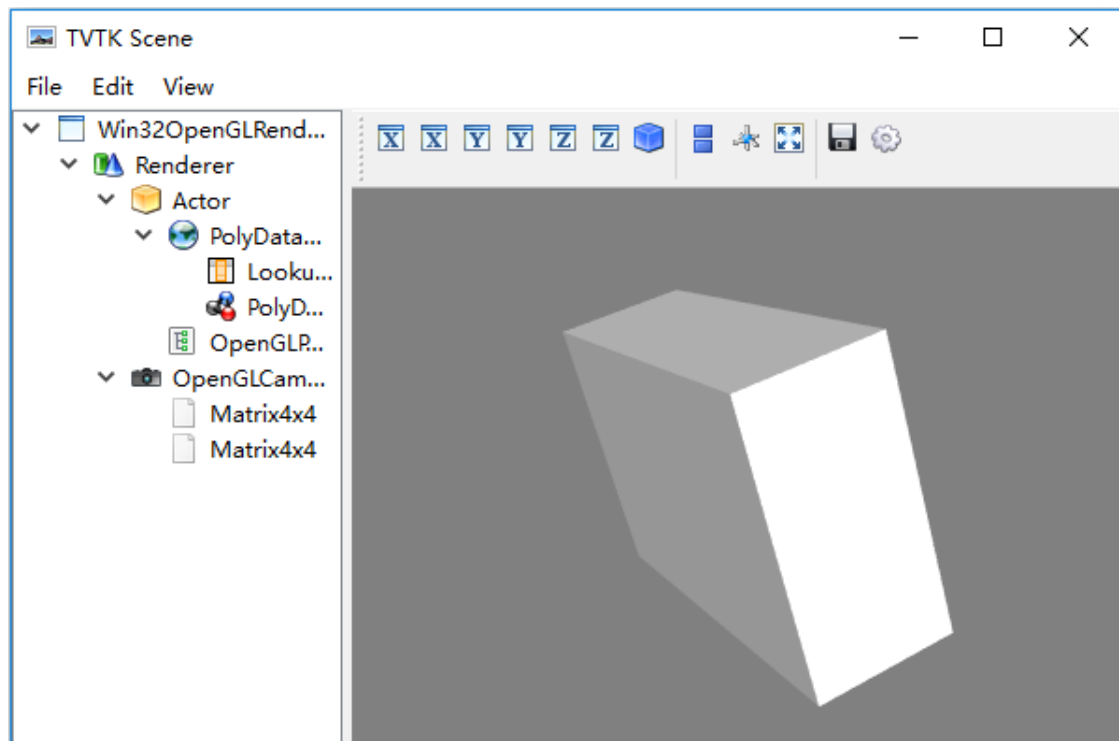 TVTK Scene
File Edit View
Win32OpenGLRend...
X X Y Y Z Z
Renderer
Actor
PolyData...
Looku...
PolyD...
OpenGLP...
OpenGLCam...
Matrix4x4
Matrix4x4